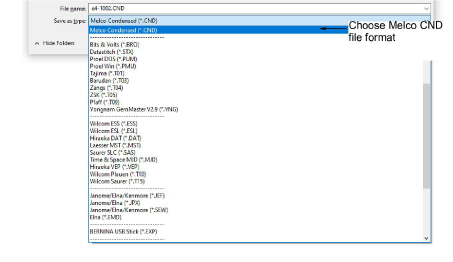 File name: s4-1002.CND
Save as type: Melco Condensed (*.CND)
Melco Condensed (*.CND)
Choose Melco CND
file format
Hide Folders
--------------------
Bits & Volts (*.BRO)
Datastitch (*.STX)
Proel DOS (*.PUM)
Proel Win (*.PMU)
Tajima (*.T01)
Barudan (*.T03)
Zangs (*.T04)
ZSK (*.T05)
Pfaff (*.T09)
Yongnam GemMaster V2.9 (*.YNG)
--------------------
Wilcom ESS (*.ESS)
Wilcom ESL (*.ESL)
Hiraoka DAT (*.DAT)
Laesser MST (*.MST)
Saurer SLC (*.SAS)
Time & Space MJD (*.MJD)
Hiraoka VEP (*.VEP)
Wilcom Plauen (*.T10)
Wilcom Saurer (*.T15)
--------------------
Janome/Elna/Kenmore (*.JEF)
Janome/Elna (*.JPX)
Janome/Elna/Kenmore (*.SEW)
Elna (*.EMD)
--------------------
BERNINA USB Stick (*.EXP)
--------------------